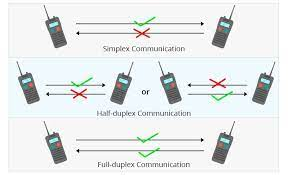 Simplex Communication
or
Half-duplex Communication
Full-duplex Communication